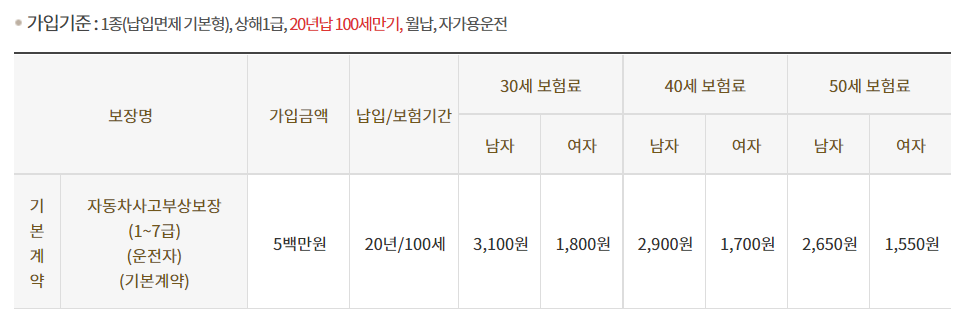 • 가입기준 : 1종(납입면제 기본형), 상해1급, 20년납 100세만기, 월납, 자가용운전
보장명 가입금액 납입/보험기간 30세 보험료 40세 보험료 50세 보험료
남자 여자 남자 여자 남자 여자
기
본
계
약
자동차사고부상보장
(1~7급)
(운전자)
(기본계약)
5백만원 20년/100세 3,100원 1,800원 2,900원 1,700원 2,650원 1,550원